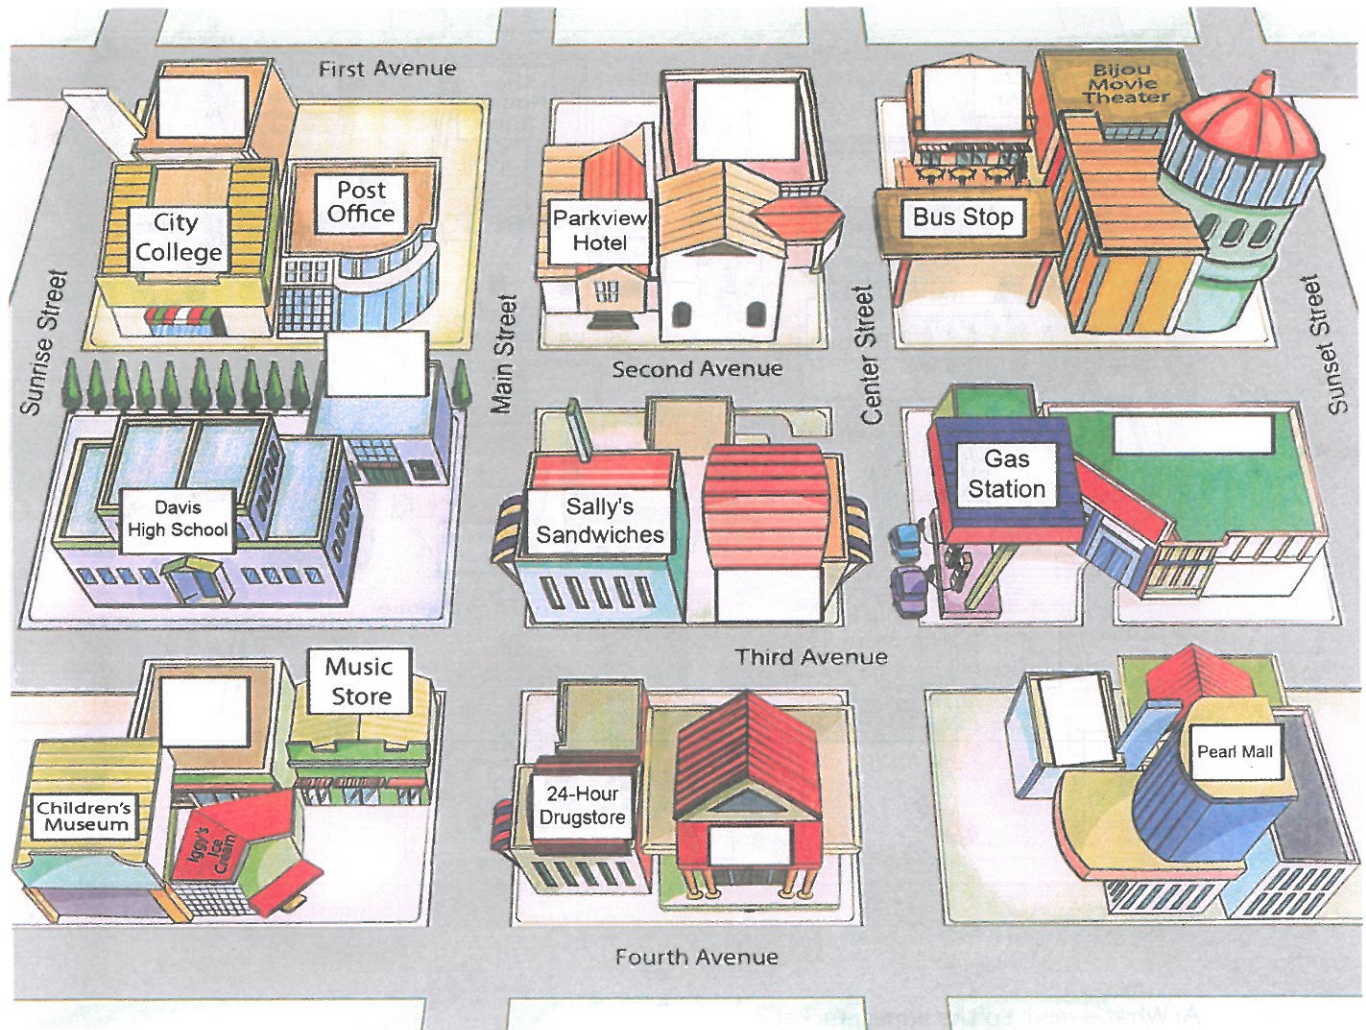 First Avenue
Bijou
Movie
Theater
City
College
Post
Office
Parkview
Hotel
Bus Stop
Sunrise Street
Main Street
Center Street
Sunset Street
Second Avenue
Davis
High School
Sally's
Sandwiches
Gas
Station
Third Avenue
Music
Store
Children's
Museum
Iggy's
Ice
Cream
24-Hour
Drugstore
Pearl Mall
Fourth Avenue